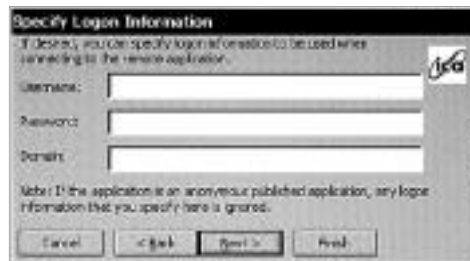 Specify Logon Information
If desired, you can specify logon information to be used when
connecting to the remote application.
ica
Username:
Password:
Domain:
Note: If the application is an anonymous published application, any logon
information that you specify here is ignored.
Cancel
< Back
Next >
Finish